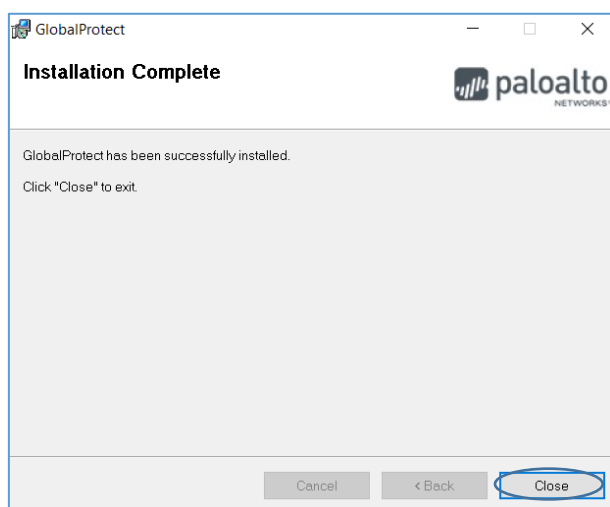 GlobalProtect
Installation Complete
paloalto
NETWORKS
GlobalProtect has been successfully installed.
Click "Close" to exit.
Cancel
< Back
Close